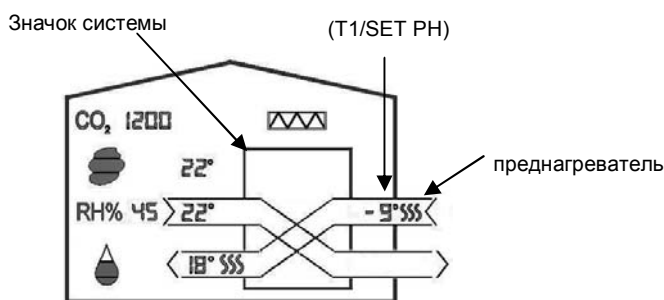 Значок системы
(T1/SET PH)
CO₂ 1200
22°
преднагреватель
RH% 45 22° - 9°
18°